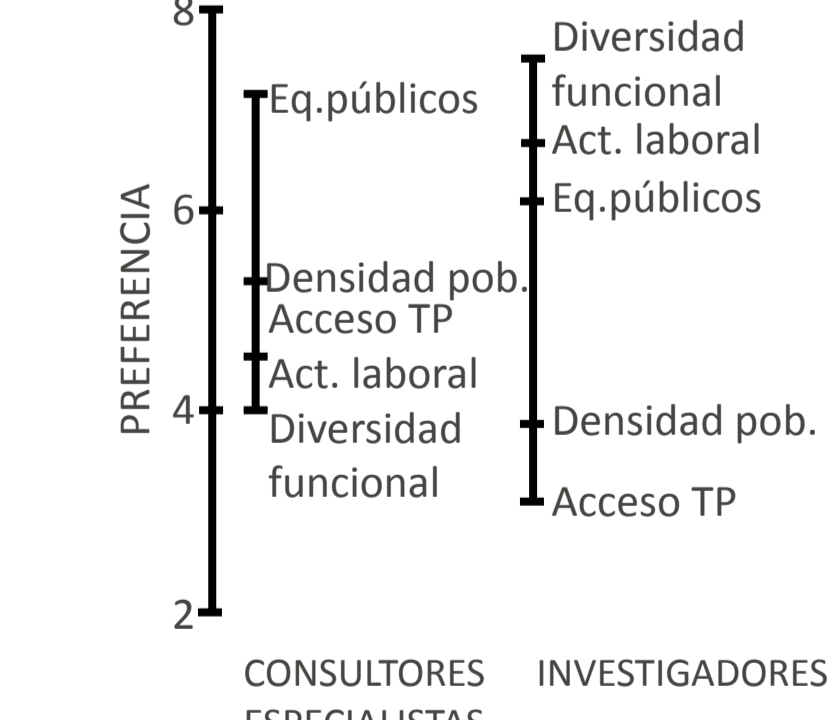 8
6
4
2
PREFERENCIA
Eq.públicos
Densidad pob.
Acceso TP
Act. laboral
Diversidad
funcional
Diversidad
funcional
Act. laboral
Eq.públicos
Densidad pob.
Acceso TP
CONSULTORES
ESPECIALISTAS
INVESTIGADORES